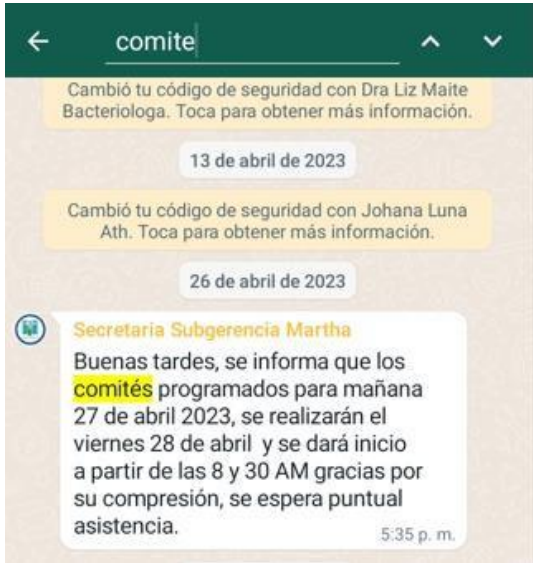 comite
Cambió tu código de seguridad con Dra Liz Maite
Bacteriologa. Toca para obtener más información.
13 de abril de 2023
Cambió tu código de seguridad con Johana Luna
Ath. Toca para obtener más información.
26 de abril de 2023
Secretaria Subgerencia Martha
Buenas tardes, se informa que los
comités programados para mañana
27 de abril 2023, se realizarán el
viernes 28 de abril y se dará inicio
a partir de las 8 y 30 AM gracias por
su compresión, se espera puntual
asistencia.
5:35 p. m.